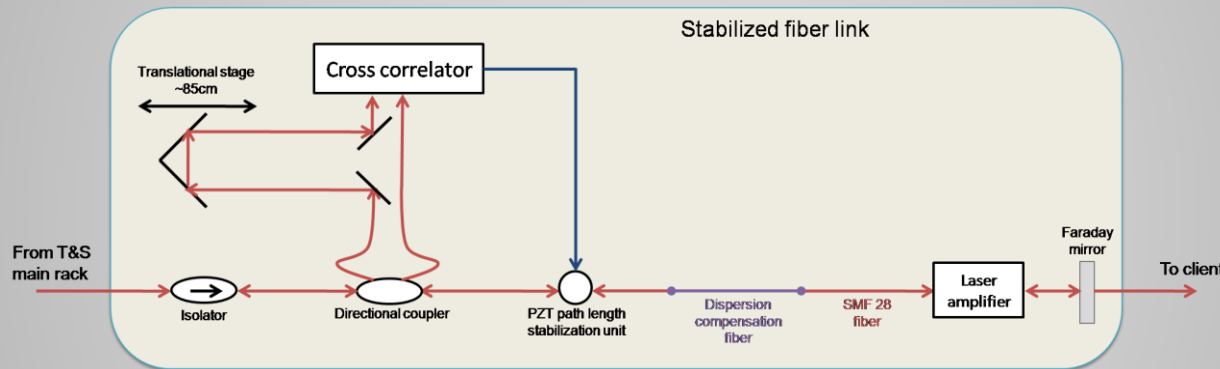 Stabilized fiber link
Cross correlator
Translational stage
~85cm
From T&S
main rack
Isolator
Directional coupler
PZT path length
stabilization unit
Dispersion
compensation
fiber
SMF 28
fiber
Laser
amplifier
Faraday
mirror
To client